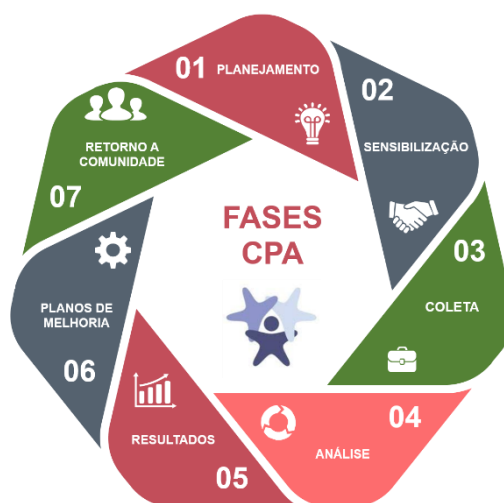 01 PLANEJAMENTO
02
SENSIBILIZAÇÃO
03
COLETA
04
ANÁLISE
RESULTADOS
05
PLANOS DE
MELHORIA
06
RETORNO A
COMUNIDADE
07
FASES
CPA